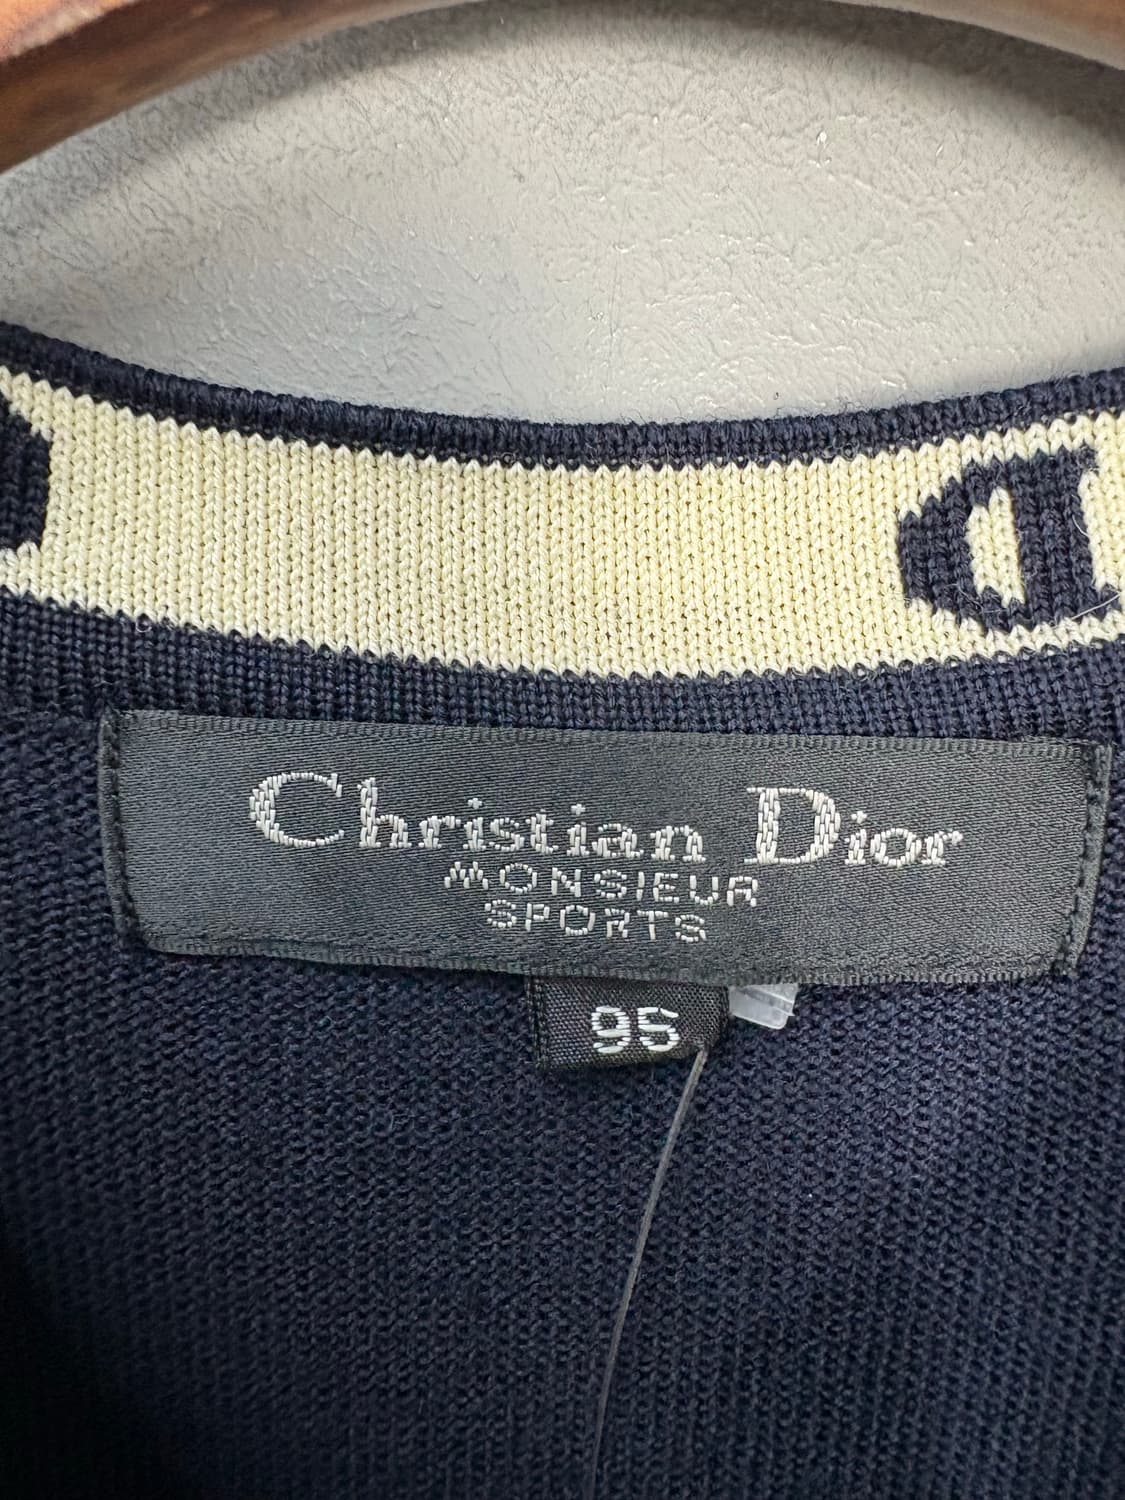 Christian Dior
MONSIEUR
SPORTS
95